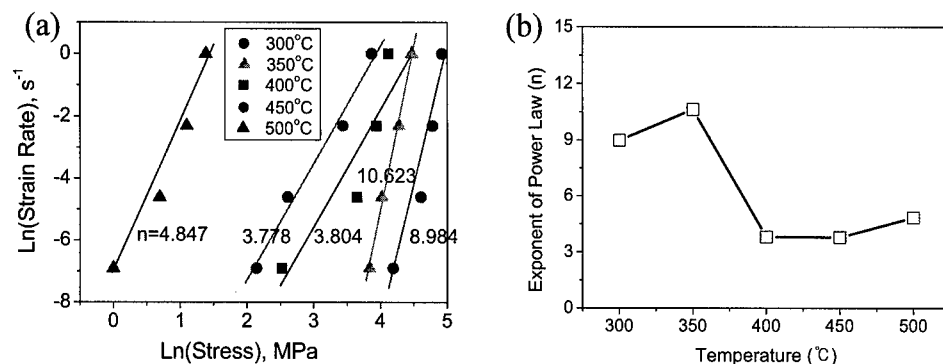 (a)
Ln(Strain Rate), s⁻¹
0
-2
-4
-6
-8
300°C
350°C
400°C
450°C
500°C
10.623
n=4.847
3.778
3.804
8.984
0
1
2
3
4
5
Ln(Stress), MPa
(b)
Exponent of Power Law (n)
15
12
9
6
3
0
300
350
400
450
500
Temperature (℃)